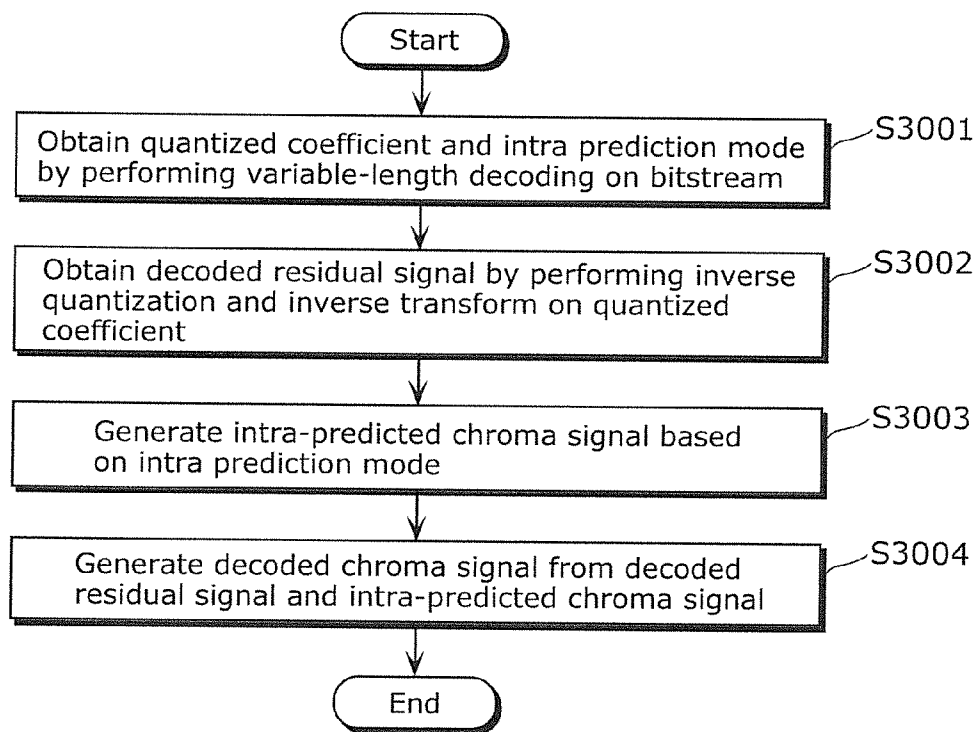 Start
Obtain quantized coefficient and intra prediction mode
by performing variable-length decoding on bitstream
S3001
Obtain decoded residual signal by performing inverse
quantization and inverse transform on quantized
coefficient
S3002
Generate intra-predicted chroma signal based
on intra prediction mode
S3003
Generate decoded chroma signal from decoded
residual signal and intra-predicted chroma signal
S3004
End